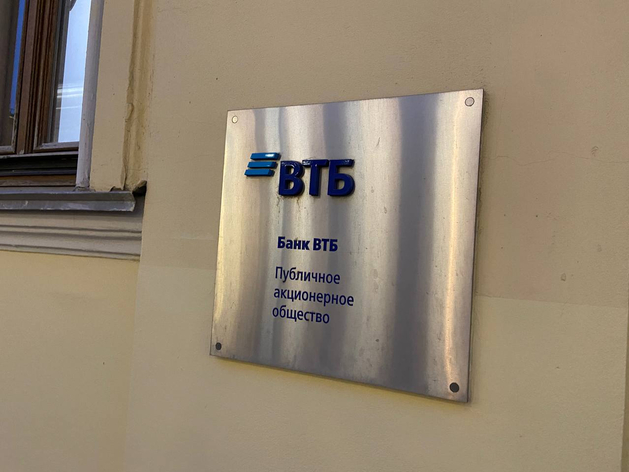 ВТБ
Банк ВТБ
Публичное
акционерное
общество